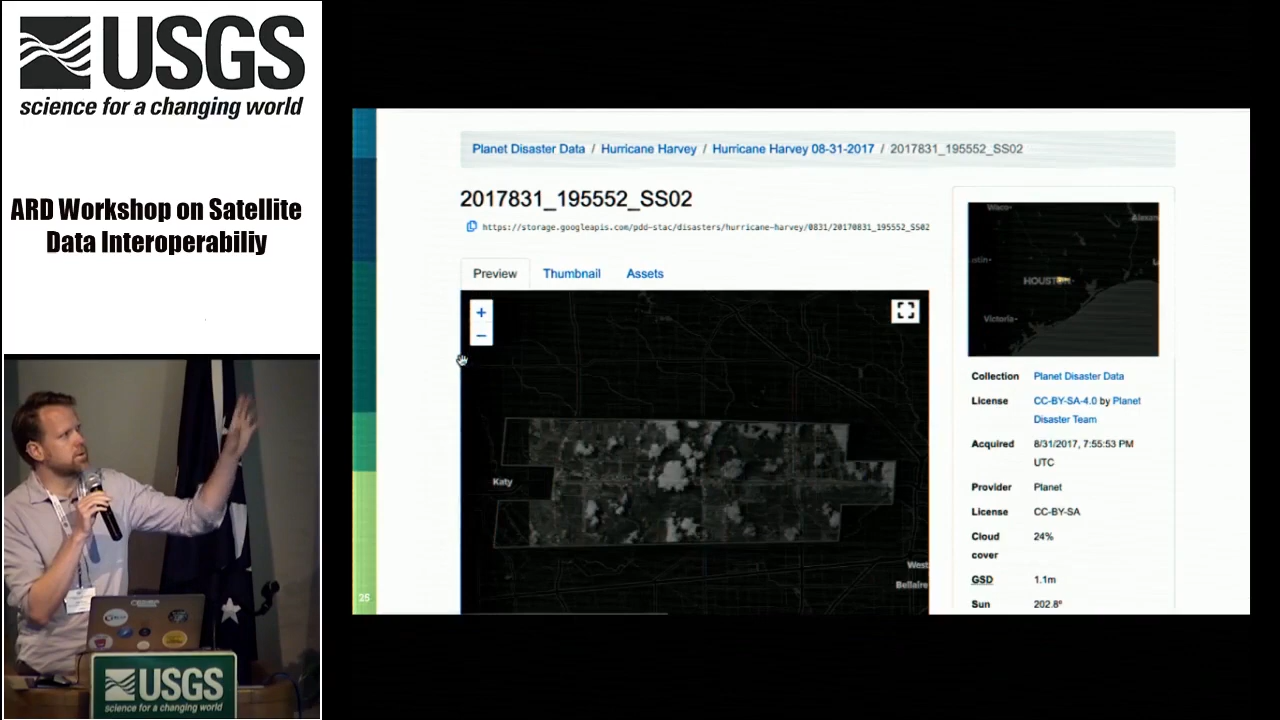 USGS
science for a changing world
ARD Workshop on Satellite
Data Interoperabiliy
Planet Disaster Data / Hurricane Harvey / Hurricane Harvey 08-31-2017 / 2017831_195552_SS02
2017831_195552_SS02
https://storage.googleapis.com/pdd-stac/disasters/hurricane-harvey/0831/20170831_195552_SS02
Preview Thumbnail Assets
+
−
Katy
West
Bellaire
Waco
HOUSTON
Victoria
Collection Planet Disaster Data
License CC-BY-SA-4.0 by Planet
Disaster Team
Acquired 8/31/2017, 7:55:53 PM
UTC
Provider Planet
License CC-BY-SA
Cloud 24%
cover
GSD 1.1m
Sun 202.8°
25
USGS
science for a changing world